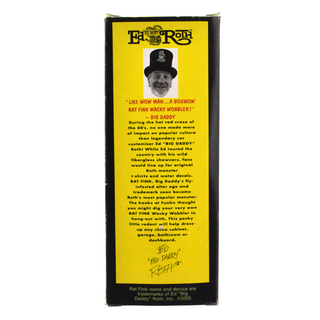 Ed "Big Daddy" Roth
"LIKE WOW MAN...A BOUNCIN'
RAT FINK WACKY WOBBLER!"
- BIG DADDY
During the hot rod craze of
the 60's, no one made more
of impact on popular culture
than legendary car
customizer Ed "BIG DADDY"
Roth! While Ed toured the
country with his wild
fiberglass showcars, fans
would line up for original
Roth monster
t-shirts and water decals.
RAT FINK, Big Daddy's fly-
infested alter ego and
trademark soon became
Roth's most popular monster.
The kooks at Funko thought
you might dig your very own
RAT FINK Wacky Wobbler to
hang-out with. This geeky
little rodent will help dress-
up any china cabinet,
garage, bathroom or
dashboard.
ED
"BIG DADDY"
ROTH
Rat Fink name and device are
trademarks of Ed "Big
Daddy" Roth, Inc. ©2000